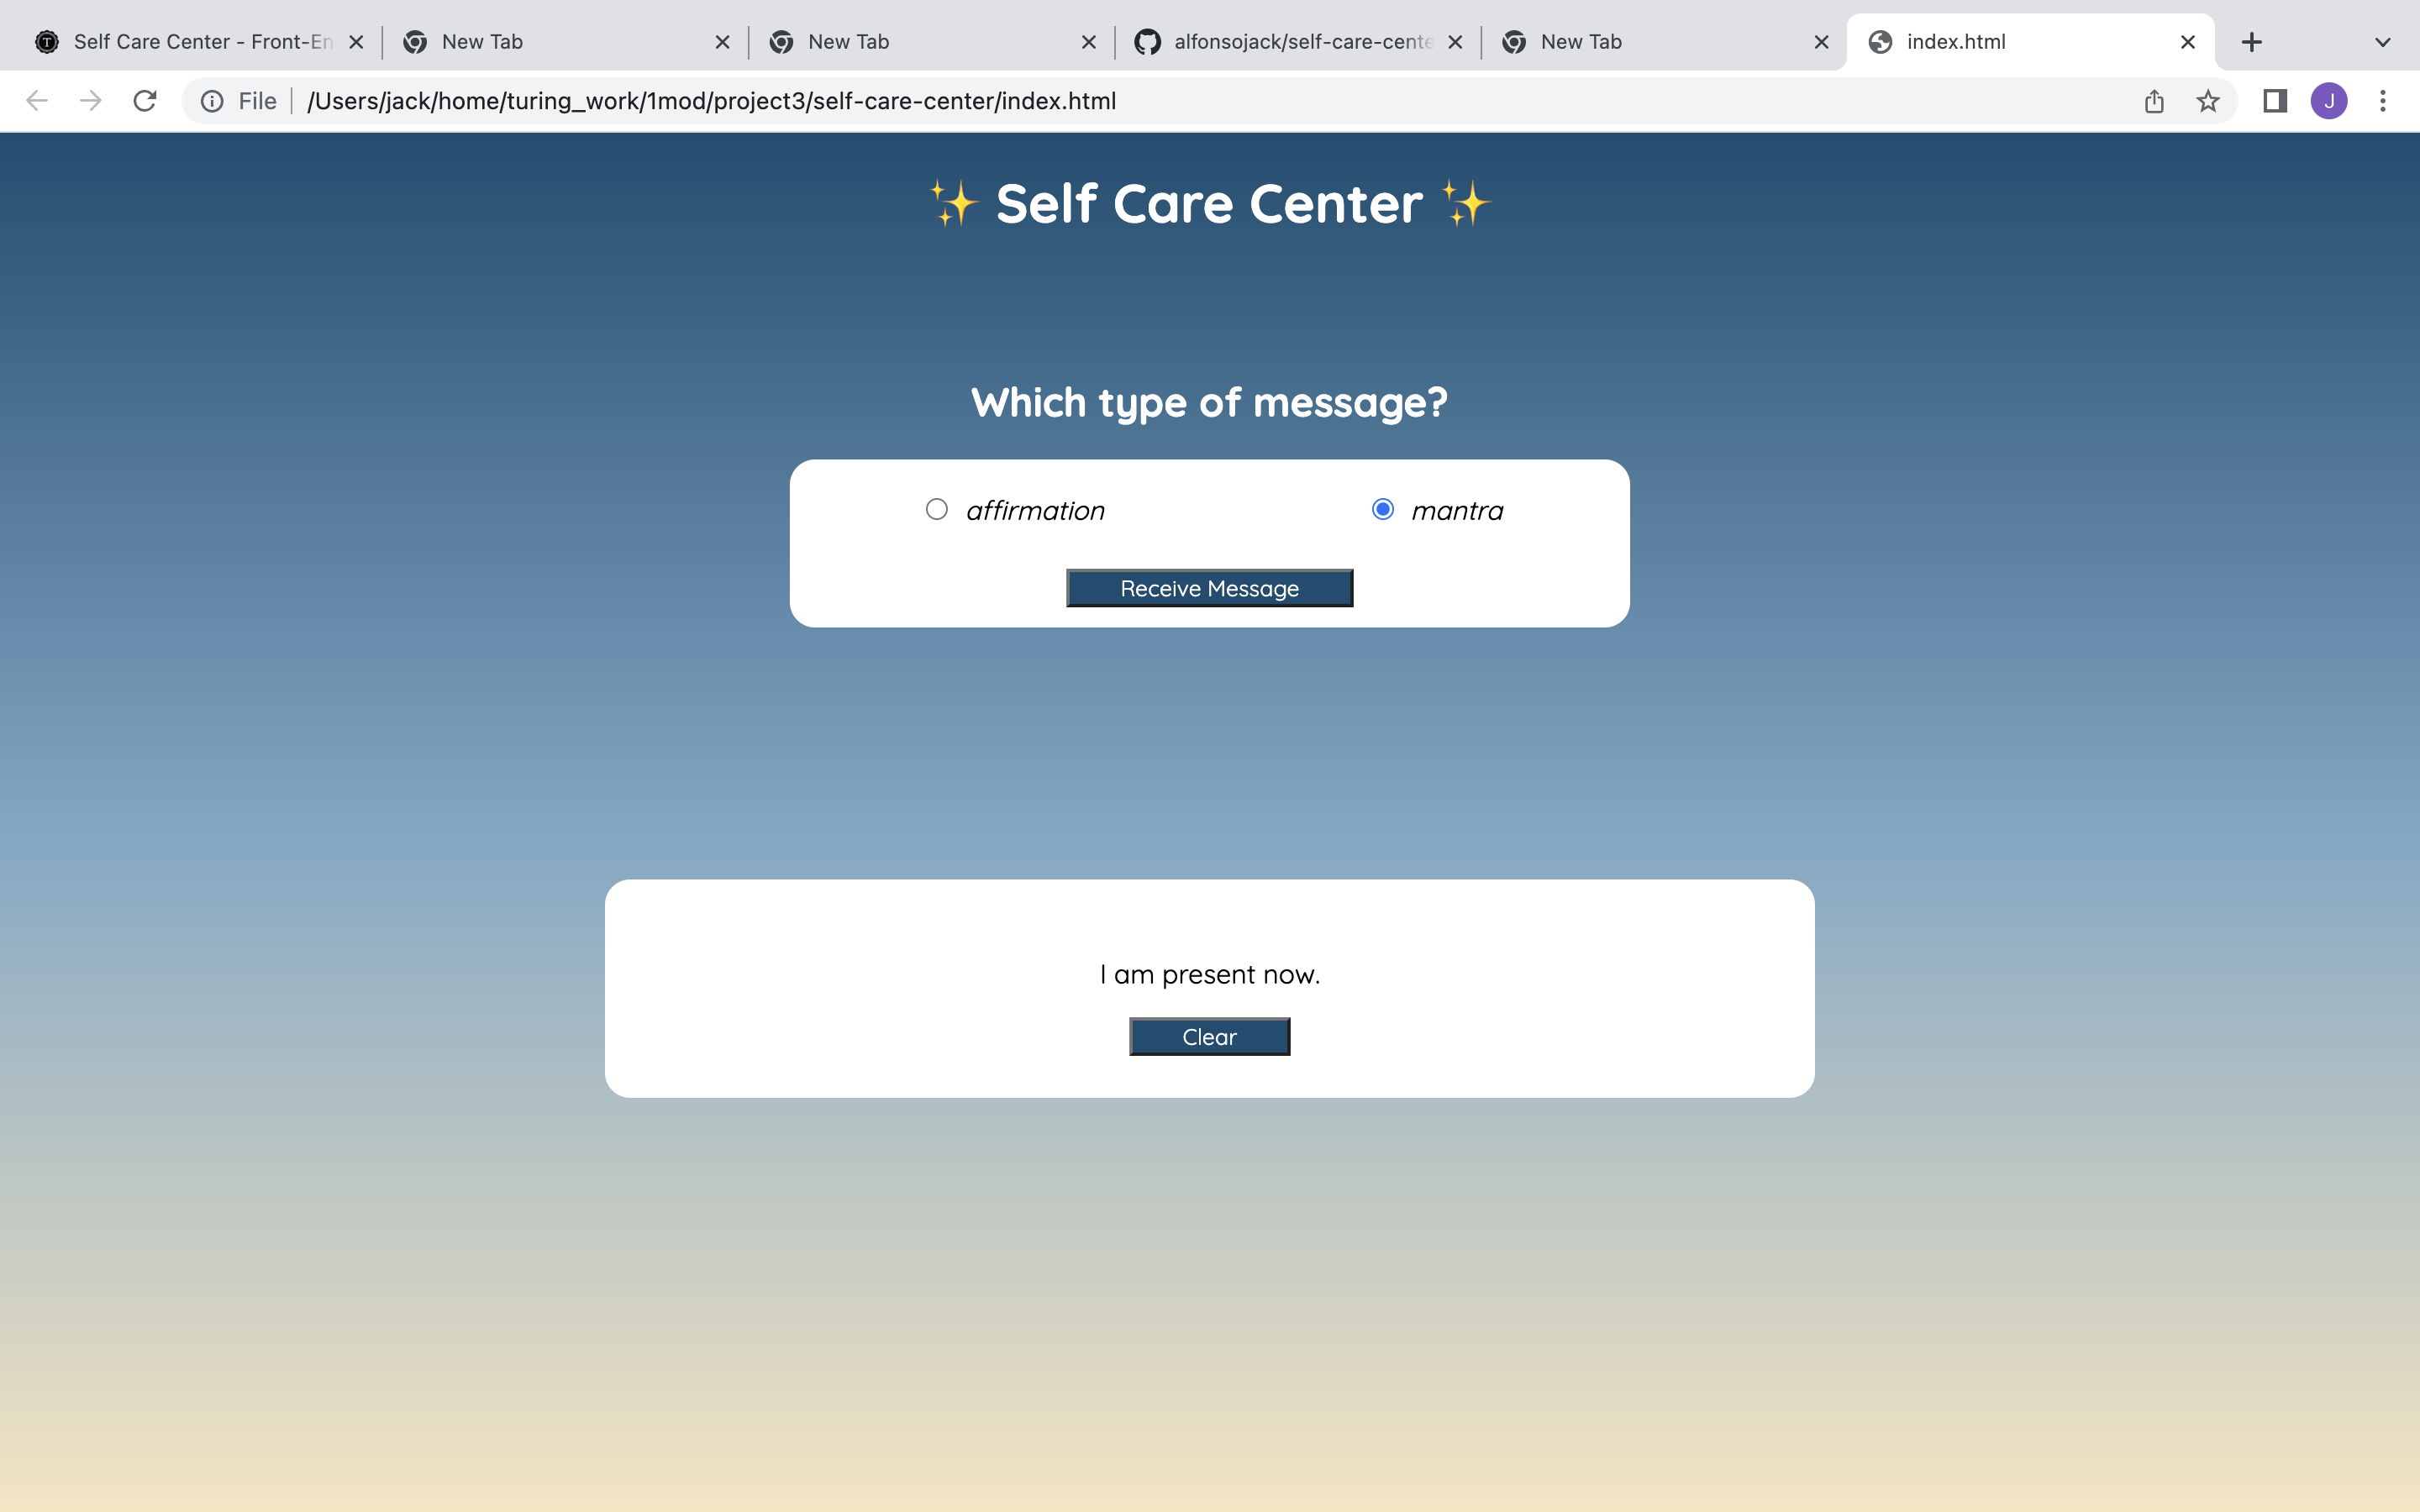 Self Care Center - Front-En
New Tab
New Tab
alfonsojack/self-care-cente
New Tab
index.html
File
/Users/jack/home/turing_work/1mod/project3/self-care-center/index.html
J
✨ Self Care Center ✨
Which type of message?
affirmation
mantra
Receive Message
I am present now.
Clear